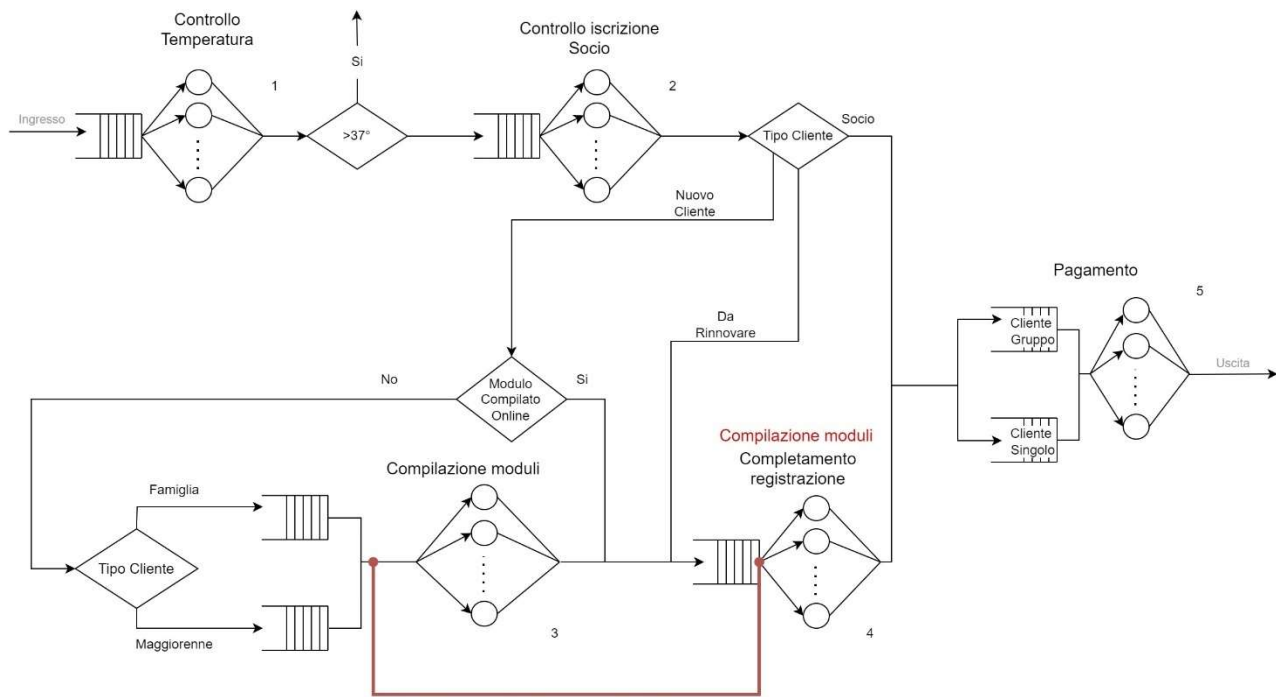 Controllo
Temperatura
Si
Controllo iscrizione
Socio
1
2
Ingresso
>37°
Tipo Cliente
Socio
Nuovo
Cliente
Pagamento
5
Da
Rinnovare
Cliente
Gruppo
Uscita
No
Modulo
Compilato
Online
Si
Cliente
Singolo
Compilazione moduli
Completamento
registrazione
Compilazione moduli
Famiglia
Tipo Cliente
Maggiorenne
3
4